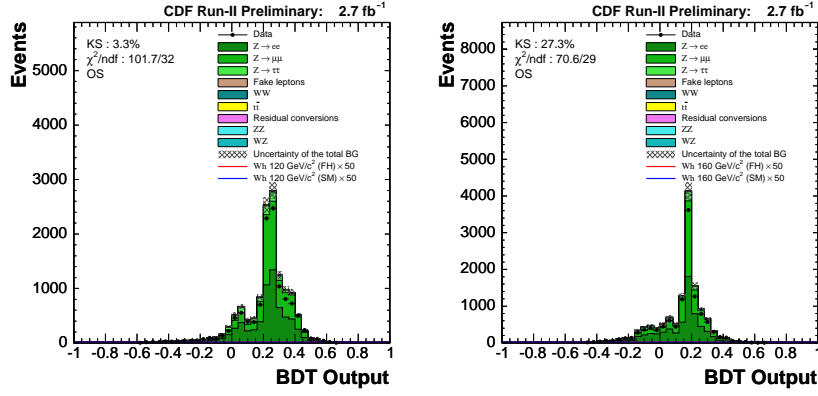 CDF Run-II Preliminary: 2.7 fb⁻¹
Events
KS : 3.3%
χ²/ndf : 101.7/32
OS
Data
Z → ee
Z → μμ
Z → ττ
Fake leptons
WW
tt̄
Residual conversions
ZZ
WZ
Uncertainty of the total BG
Wh 120 GeV/c² (FH) × 50
Wh 120 GeV/c² (SM) × 50
5000
4000
3000
2000
1000
0
-1 -0.8 -0.6 -0.4 -0.2 0 0.2 0.4 0.6 0.8 1
BDT Output
CDF Run-II Preliminary: 2.7 fb⁻¹
Events
KS : 27.3%
χ²/ndf : 70.6/29
OS
Data
Z → ee
Z → μμ
Z → ττ
Fake leptons
WW
tt̄
Residual conversions
ZZ
WZ
Uncertainty of the total BG
Wh 160 GeV/c² (FH) × 50
Wh 160 GeV/c² (SM) × 50
8000
7000
6000
5000
4000
3000
2000
1000
0
-1 -0.8 -0.6 -0.4 -0.2 0 0.2 0.4 0.6 0.8 1
BDT Output